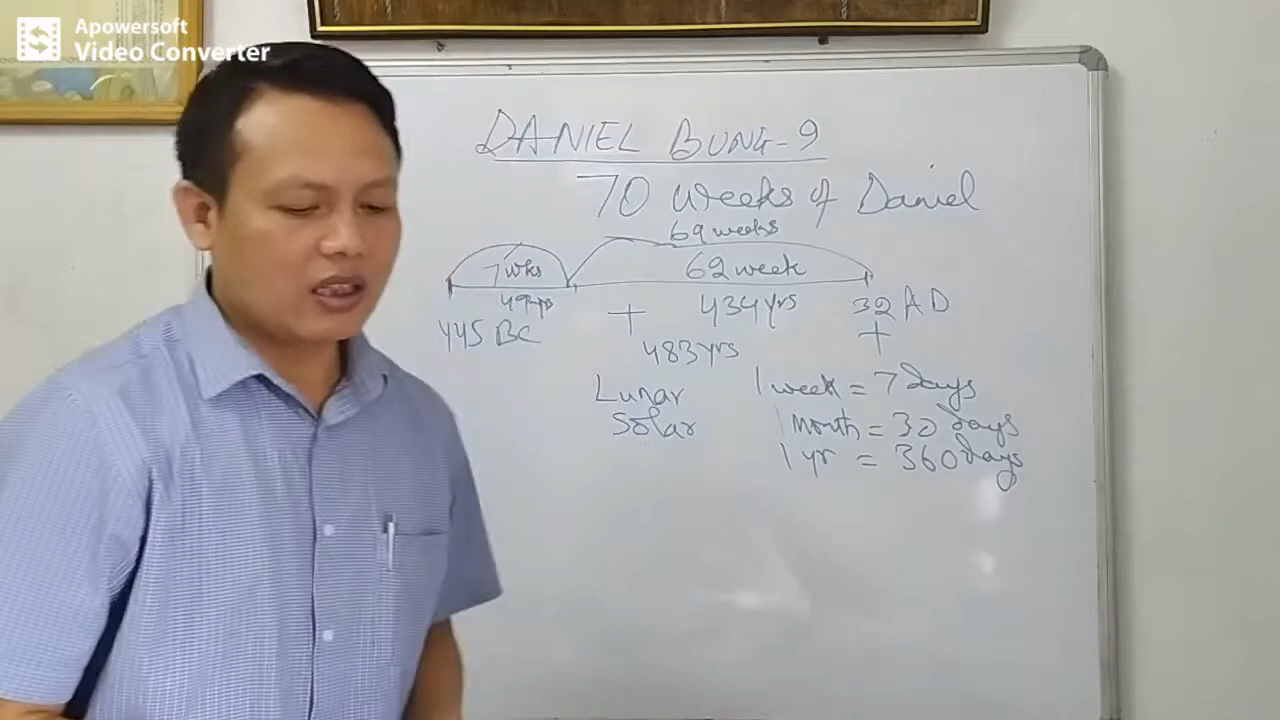 Apowersoft
Video Converter
DANIEL BUNG-9
70 weeks of Daniel
69 weeks
7 wks
62 week
49 yrs
+
434 yrs
32 AD
445 BC
483 yrs
+
Lunar
1 week = 7 days
Solar
1 Month = 30 days
1 yr = 360 days